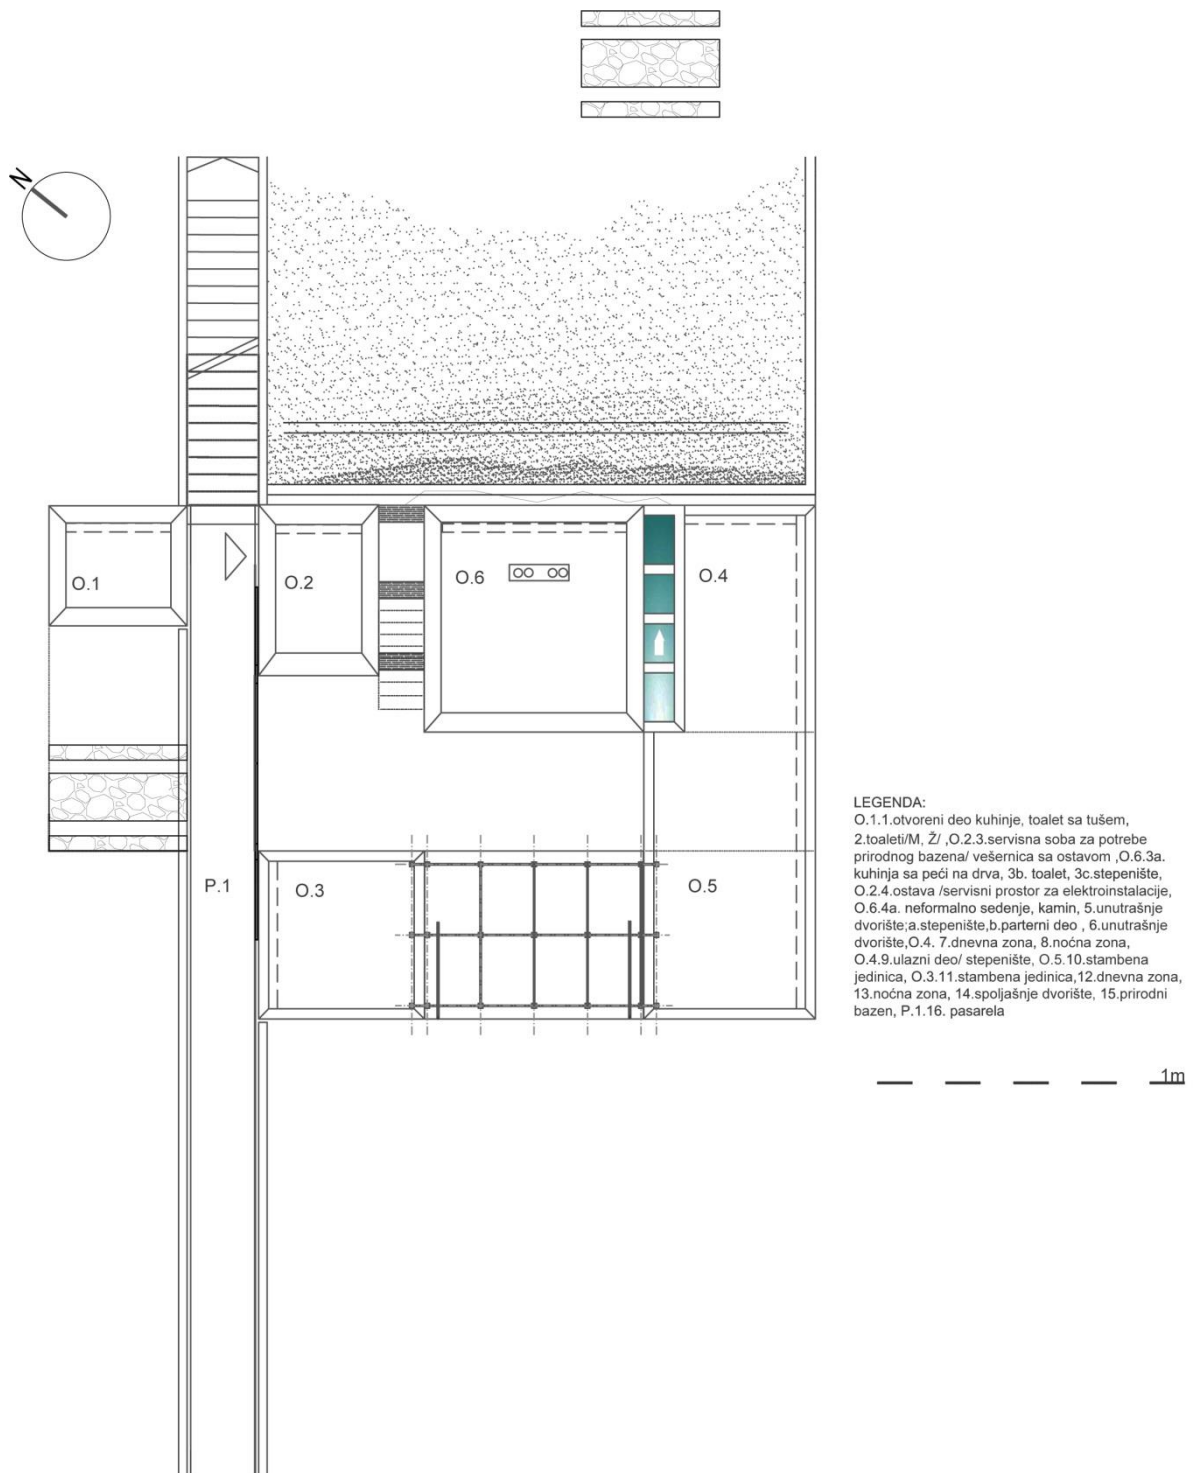 N
O.1
O.2
O.6
O.4
P.1
O.3
O.5
LEGENDA:
O.1.1.otvoreni deo kuhinje, toalet sa tušem,
2.toaleti/M, Ž/ ,O.2.3.servisna soba za potrebe
prirodnog bazena/ vešernica sa ostavom ,O.6.3a.
kuhinja sa peći na drva, 3b. toalet, 3c.stepenište,
O.2.4.ostava /servisni prostor za elektroinstalacije,
O.6.4a. neformalno sedenje, kamin, 5.unutrašnje
dvorište;a.stepenište,b.parterni deo , 6.unutrašnje
dvorište,O.4. 7.dnevna zona, 8.noćna zona,
O.4.9.ulazni deo/ stepenište, O.5.10.stambena
jedinica, O.3.11.stambena jedinica,12.dnevna zona,
13.noćna zona, 14.spoljašnje dvorište, 15.prirodni
bazen, P.1.16. pasarela
1m